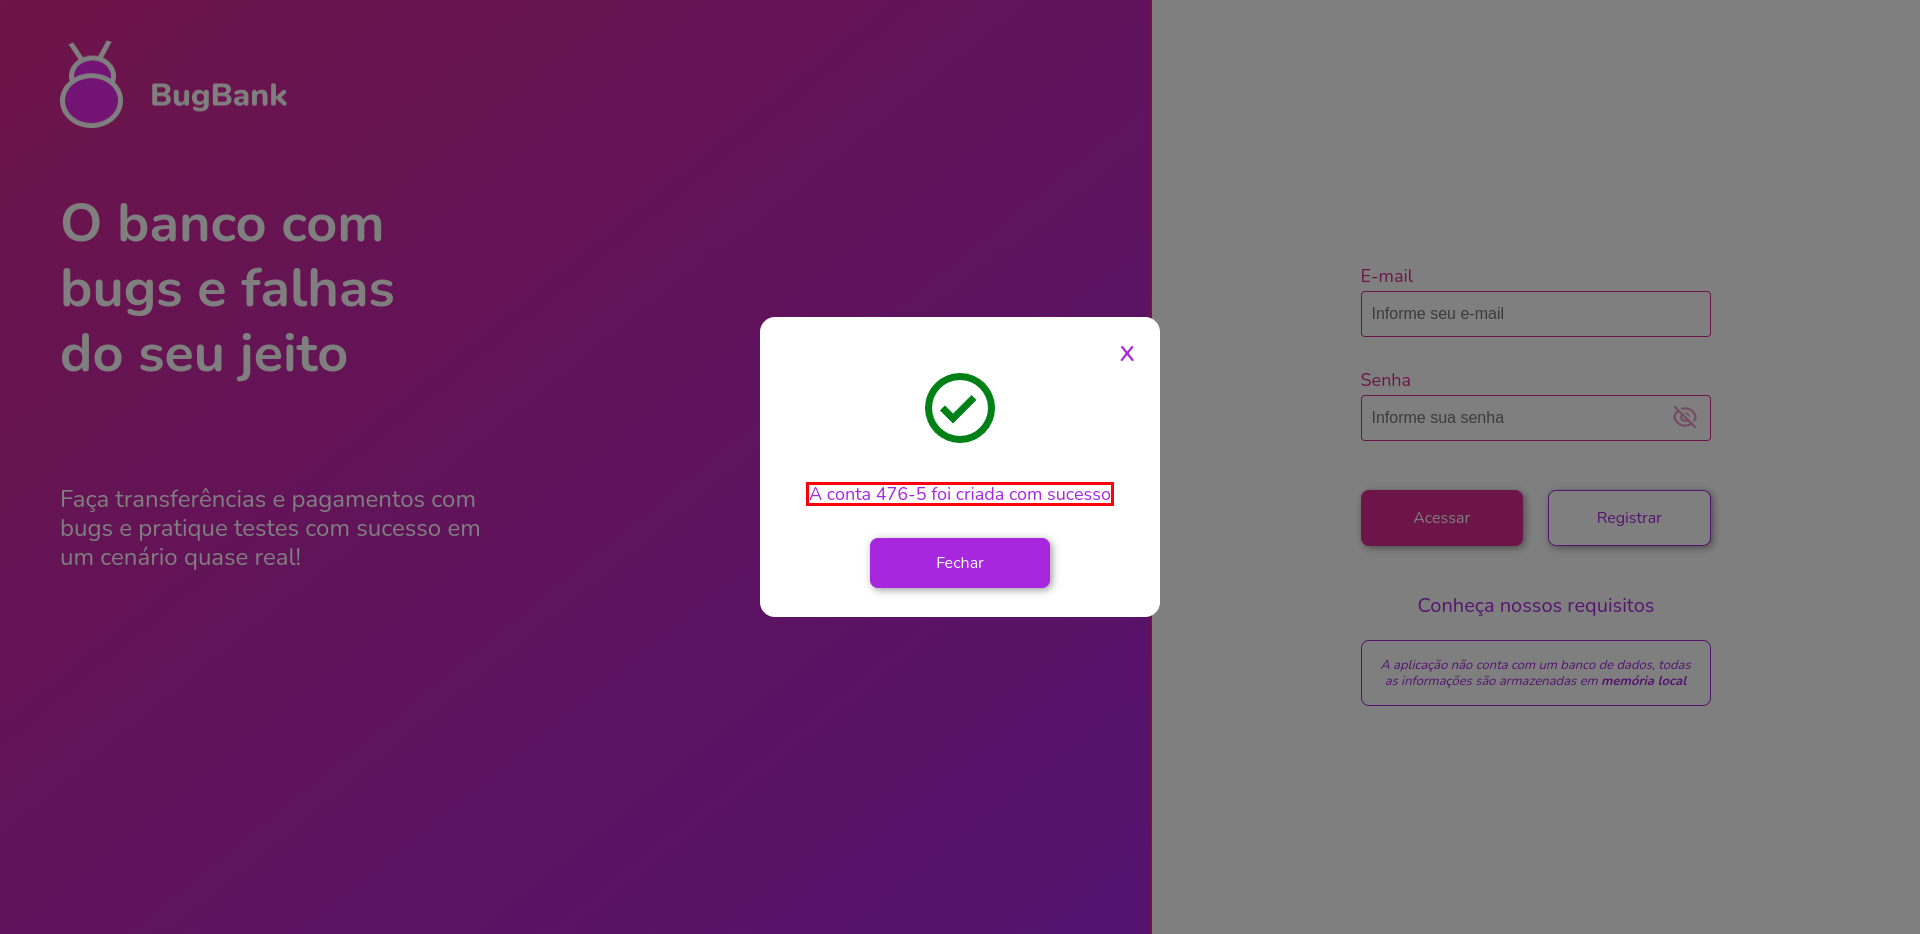 BugBank
O banco com
bugs e falhas
do seu jeito
Faça transferências e pagamentos com
bugs e pratique testes com sucesso em
um cenário quase real!
X
A conta 476-5 foi criada com sucesso
Fechar
E-mail
Informe seu e-mail
Senha
Informe sua senha
Acessar
Registrar
Conheça nossos requisitos
A aplicação não conta com um banco de dados, todas
as informações são armazenadas em memória local